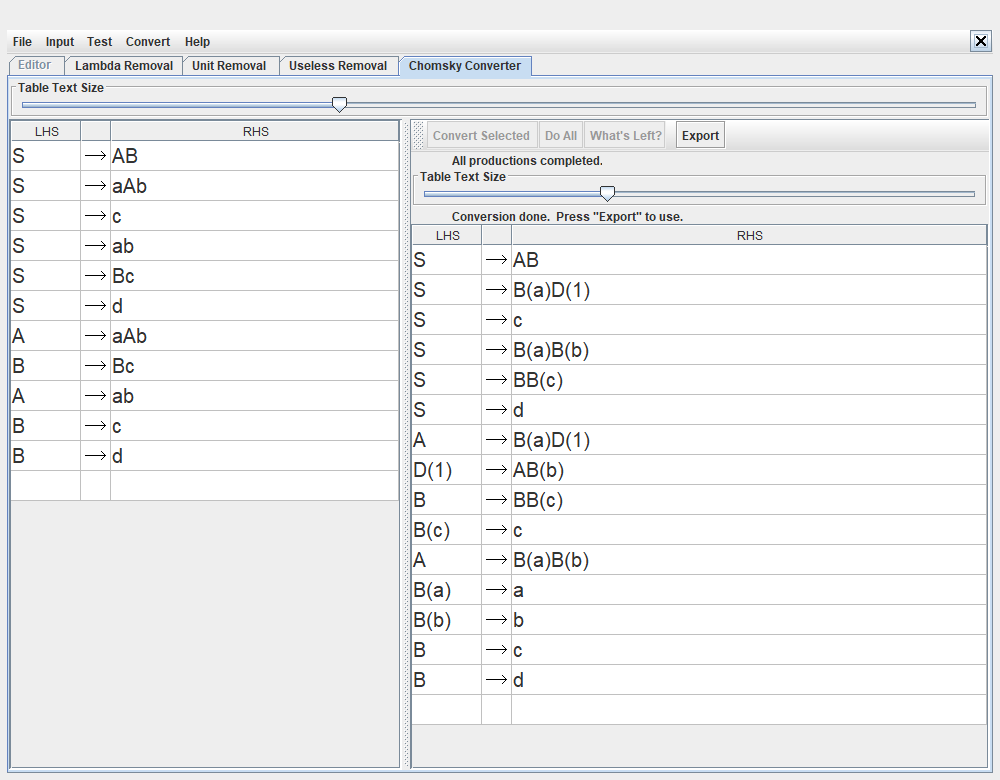 File Input Test Convert Help
Editor Lambda Removal Unit Removal Useless Removal Chomsky Converter
Table Text Size
LHS RHS
S → AB
S → aAb
S → c
S → ab
S → Bc
S → d
A → aAb
B → Bc
A → ab
B → c
B → d
Convert Selected Do All What's Left? Export
All productions completed.
Table Text Size
Conversion done. Press "Export" to use.
LHS RHS
S → AB
S → B(a)D(1)
S → c
S → B(a)B(b)
S → BB(c)
S → d
A → B(a)D(1)
D(1) → AB(b)
B → BB(c)
B(c) → c
A → B(a)B(b)
B(a) → a
B(b) → b
B → c
B → d